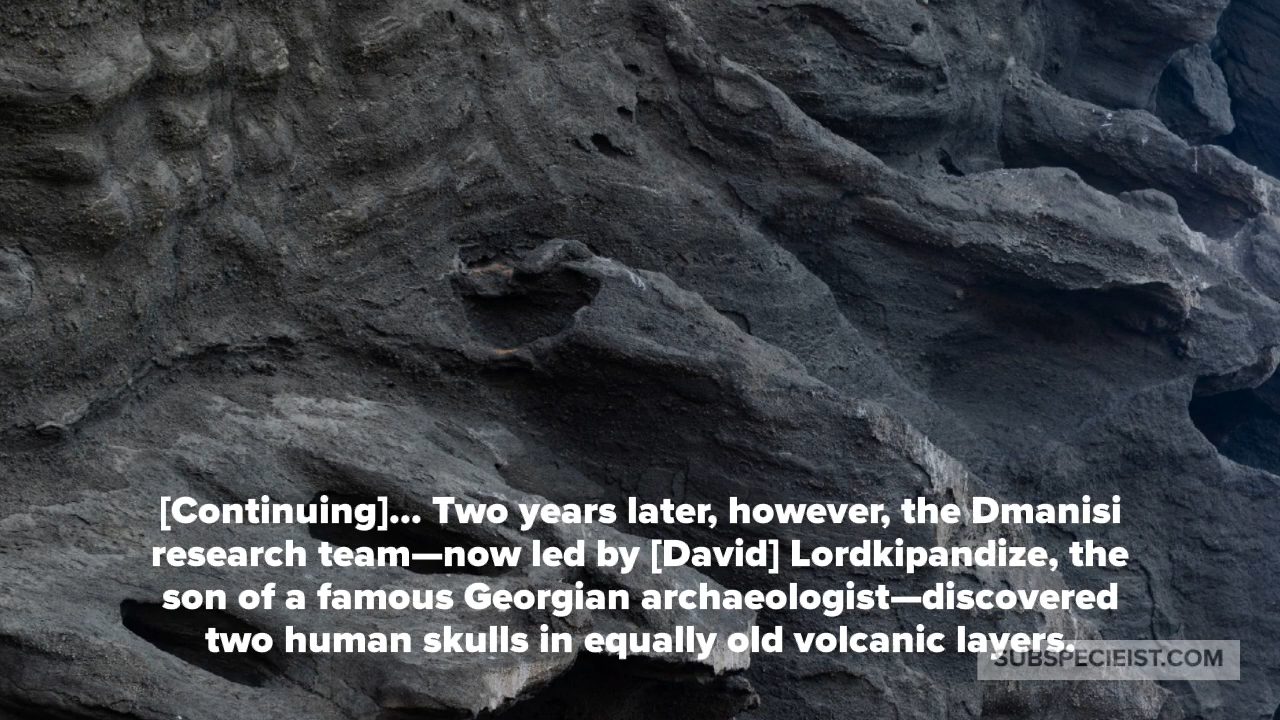 [Continuing]... Two years later, however, the Dmanisi
research team—now led by [David] Lordkipandize, the
son of a famous Georgian archaeologist—discovered
two human skulls in equally old volcanic layers.
SUBSPECIEIST.COM